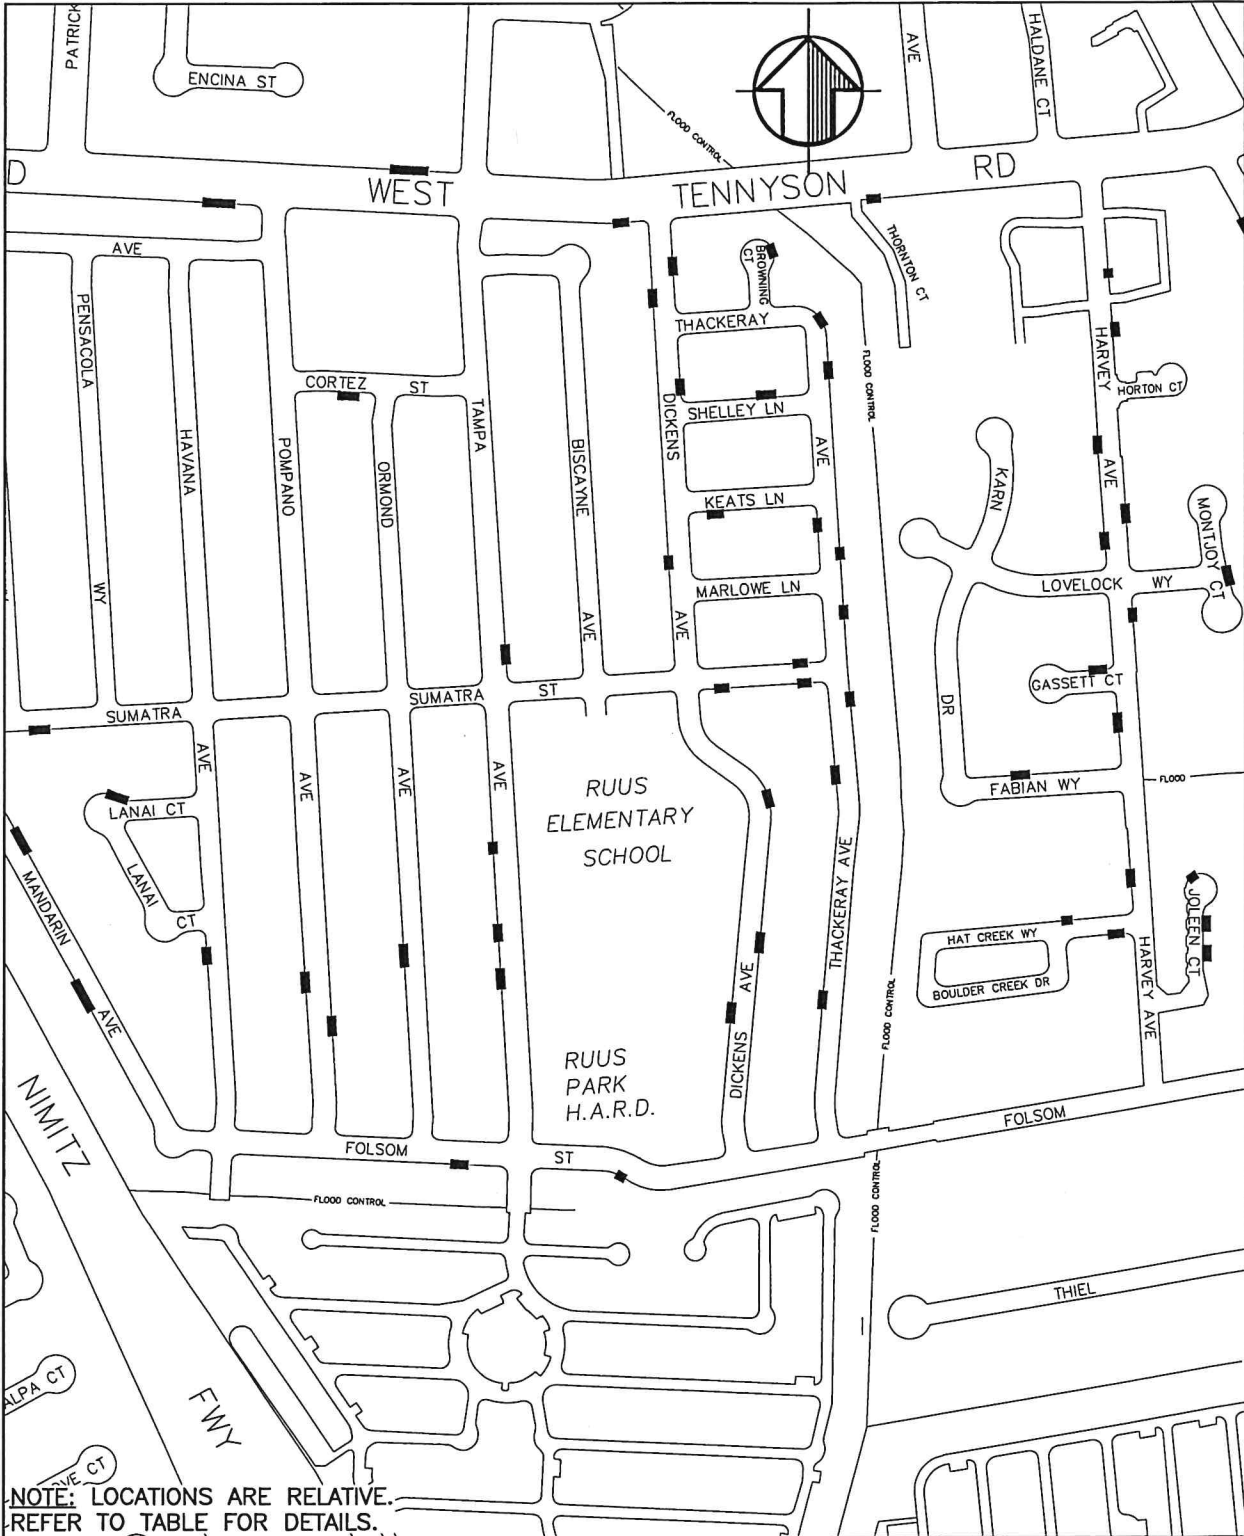 PATRICK
ENCINA ST
FLOOD CONTROL
AVE
HALDANE CT
D
WEST
TENNYSON
RD
AVE
BROWNING
CT
THORNTON CT
PENSACOLA
WY
HAVANA
POMPANO
CORTEZ
ST
ORMOND
TAMPA
BISCAYNE
AVE
THACKERAY
DICKENS
AVE
SHELLEY LN
AVE
KEATS LN
MARLOWE LN
FLOOD CONTROL
HARVEY
AVE
HORTON CT
KARN
DR
MONTJOY CT
LOVELOCK
WY
GASSETT CT
SUMATRA
SUMATRA
ST
AVE
AVE
AVE
AVE
RUUS
ELEMENTARY
SCHOOL
FABIAN WY
FLOOD
LANAI CT
LANAI
CT
MANDARIN
AVE
THACKERAY AVE
JOLEEN CT
HAT CREEK WY
BOULDER CREEK DR
HARVEY AVE
AVE
DICKENS
FLOOD CONTROL
RUUS
PARK
H.A.R.D.
NIMITZ
FWY
FOLSOM
ST
FOLSOM
FLOOD CONTROL
FLOOD CONTROL
THIEL
ALPA CT
OVE CT
NOTE: LOCATIONS ARE RELATIVE.
REFER TO TABLE FOR DETAILS.